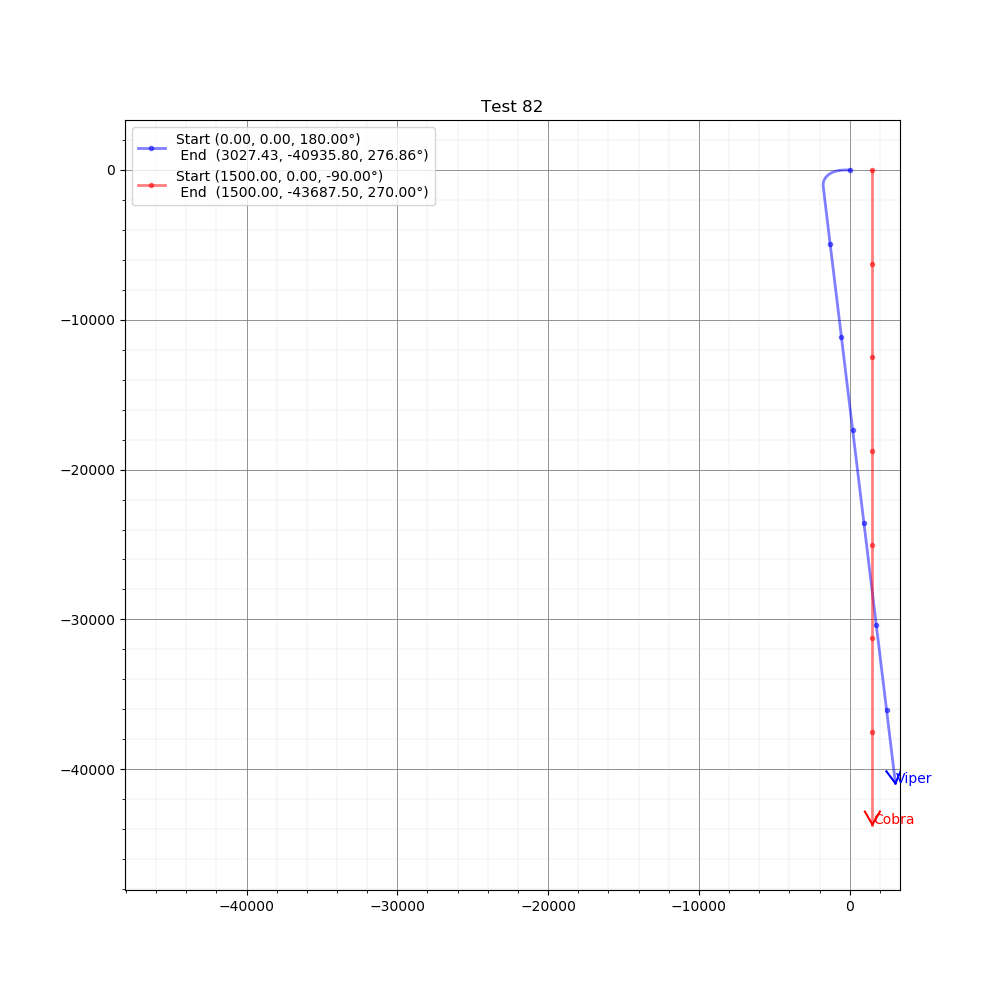 Test 82
Start (0.00, 0.00, 180.00°)
End (3027.43, -40935.80, 276.86°)
Start (1500.00, 0.00, -90.00°)
End (1500.00, -43687.50, 270.00°)
0
−10000
−20000
−30000
−40000
Viper
Cobra
−40000 −30000 −20000 −10000 0